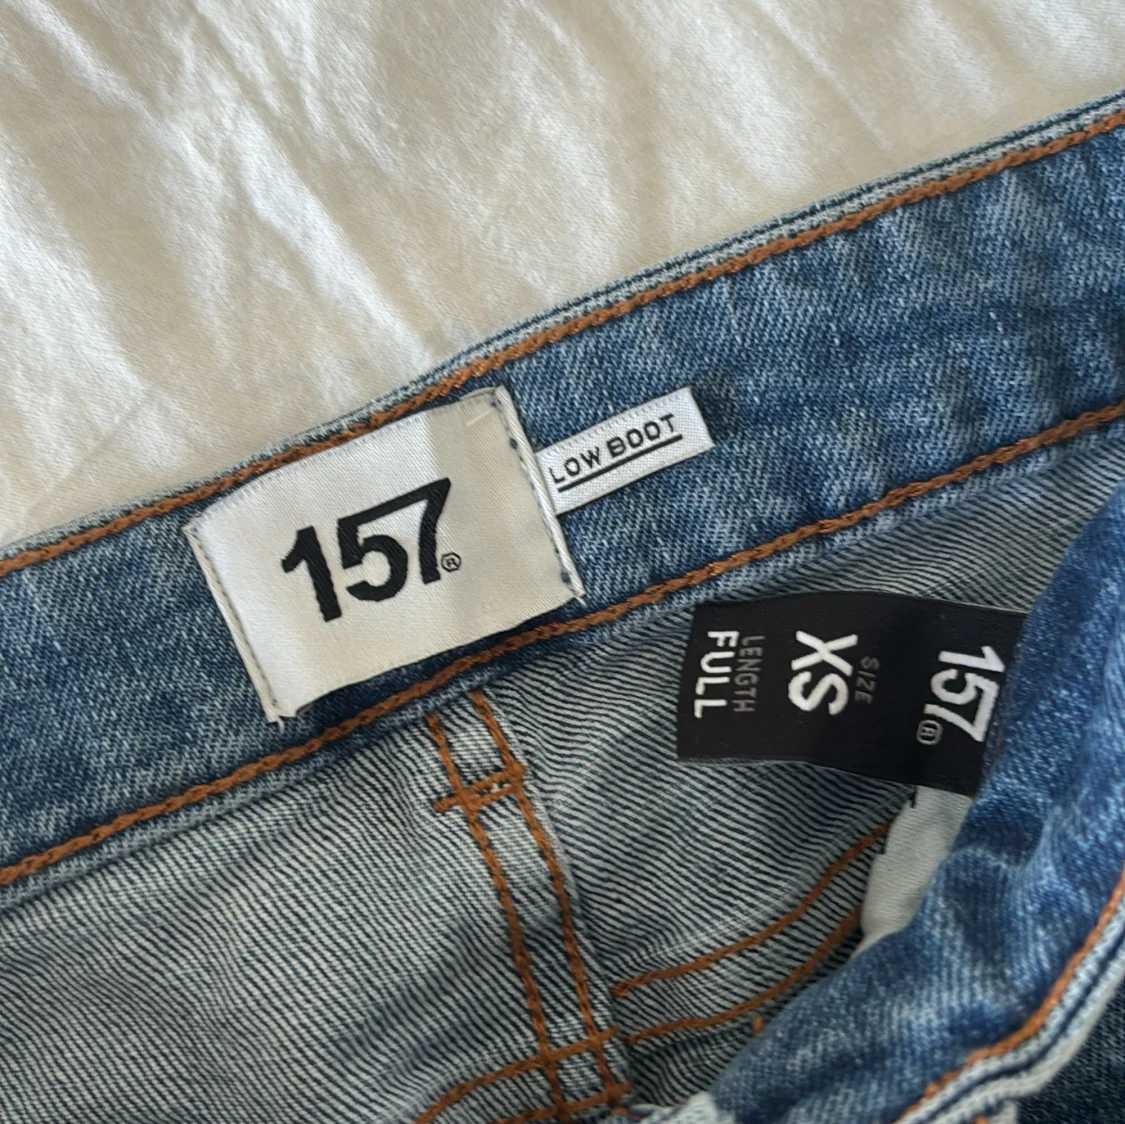 157®
LOW BOOT
157®
SIZE
XS
LENGTH
FULL